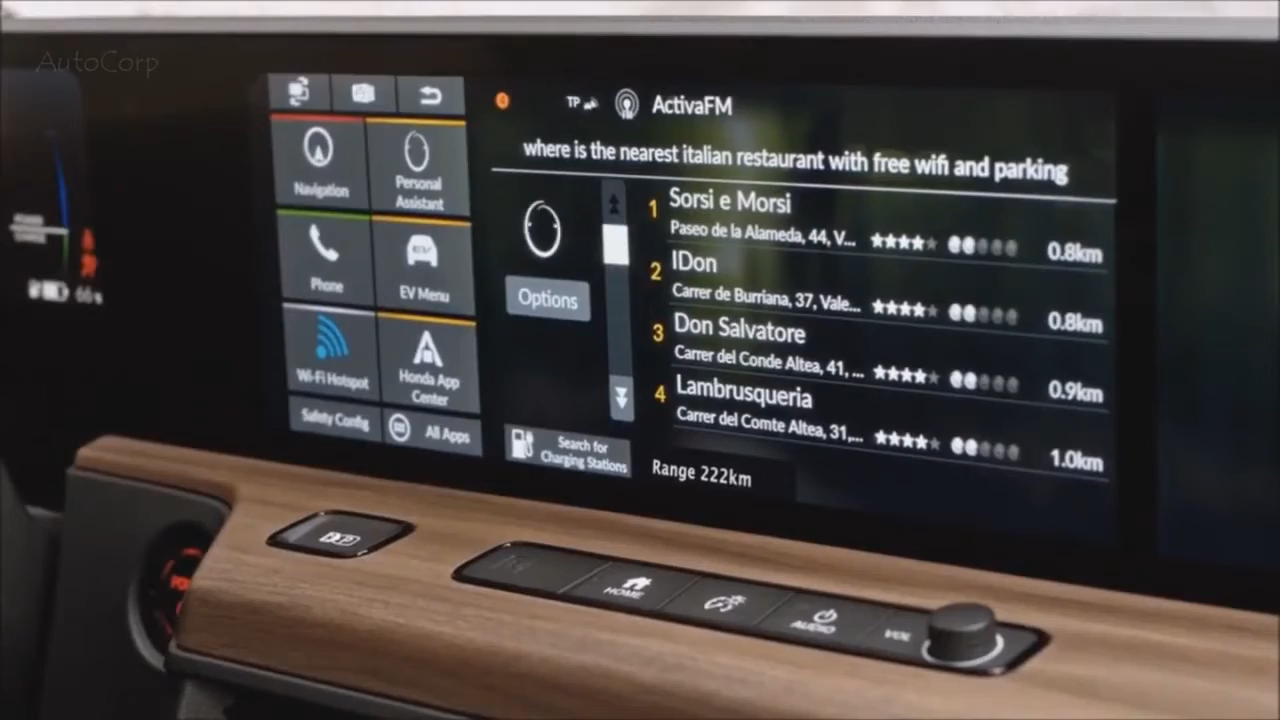 AutoCorp
TP
ActivaFM
where is the nearest italian restaurant with free wifi and parking
Navigation
Personal
Assistant
Phone
EV Menu
Wi-Fi Hotspot
Honda App
Center
Safety Config
All Apps
Options
Search for
Charging Stations
1 Sorsi e Morsi
Paseo de la Alameda, 44, V... 0.8km
2 IDon
Carrer de Burriana, 37, Vale... 0.8km
3 Don Salvatore
Carrer del Conde Altea, 41, ... 0.9km
4 Lambrusqueria
Carrer del Comte Altea, 31,... 1.0km
Range 222km
HOME
AUDIO
VOL